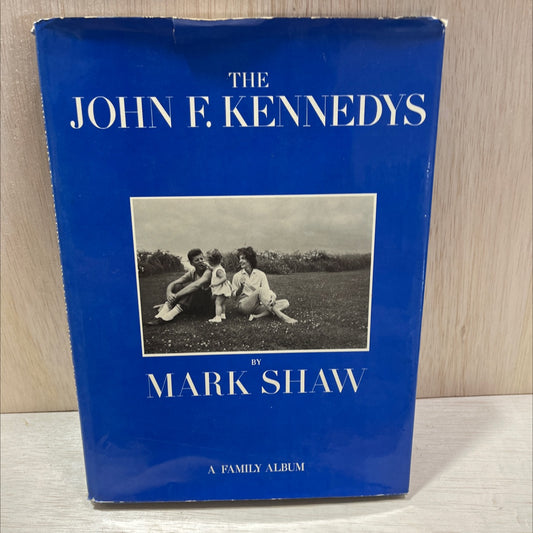 THE
JOHN F. KENNEDYS
BY
MARK SHAW
A FAMILY ALBUM